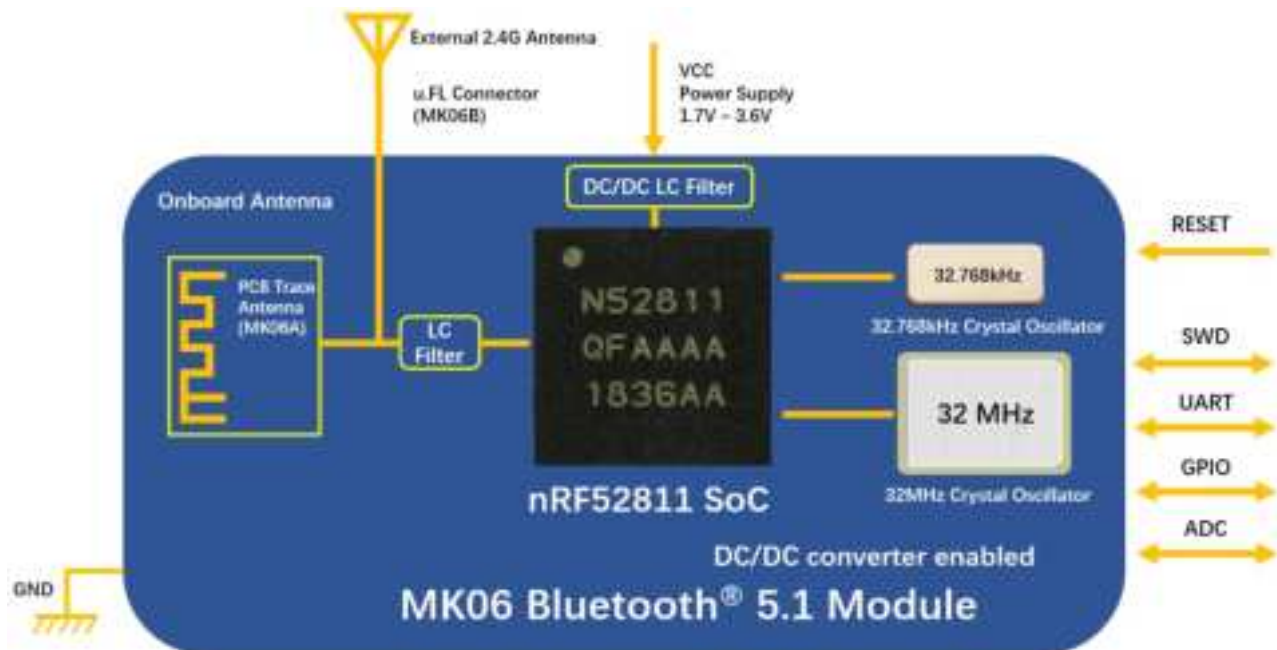 External 2.4G Antenna
u.FL Connector
(MK06B)
VCC
Power Supply
1.7V – 3.6V
DC/DC LC Filter
Onboard Antenna
PCB Trace
Antenna
(MK06A)
LC
Filter
N52811
QFAAAA
1836AA
nRF52811 SoC
32.768kHz
32.768kHz Crystal Oscillator
32 MHz
32MHz Crystal Oscillator
RESET
SWD
UART
GPIO
ADC
GND
DC/DC converter enabled
MK06 Bluetooth® 5.1 Module